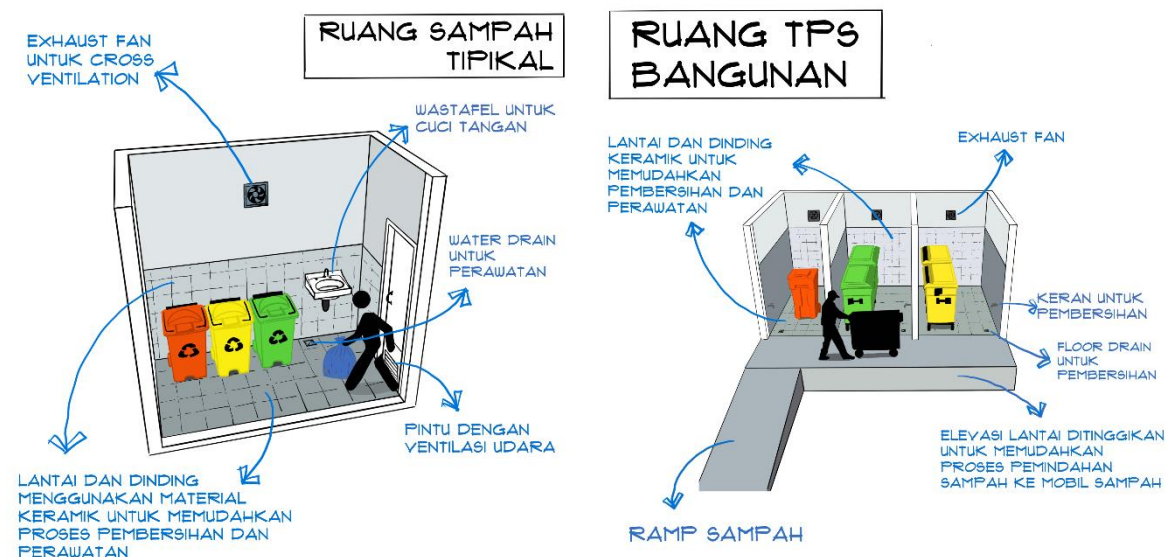 RUANG SAMPAH
TIPIKAL
EXHAUST FAN
UNTUK CROSS
VENTILATION
WASTAFEL UNTUK
CUCI TANGAN
WATER DRAIN
UNTUK
PERAWATAN
PINTU DENGAN
VENTILASI UDARA
LANTAI DAN DINDING
MENGGUNAKAN MATERIAL
KERAMIK UNTUK MEMUDAHKAN
PROSES PEMBERSIHAN DAN
PERAWATAN
RUANG TPS
BANGUNAN
LANTAI DAN DINDING
KERAMIK UNTUK
MEMUDAHKAN
PEMBERSIHAN DAN
PERAWATAN
EXHAUST FAN
KERAN UNTUK
PEMBERSIHAN
FLOOR DRAIN
UNTUK
PEMBERSIHAN
ELEVASI LANTAI DITINGGIKAN
UNTUK MEMUDAHKAN
PROSES PEMINDAHAN
SAMPAH KE MOBIL SAMPAH
RAMP SAMPAH